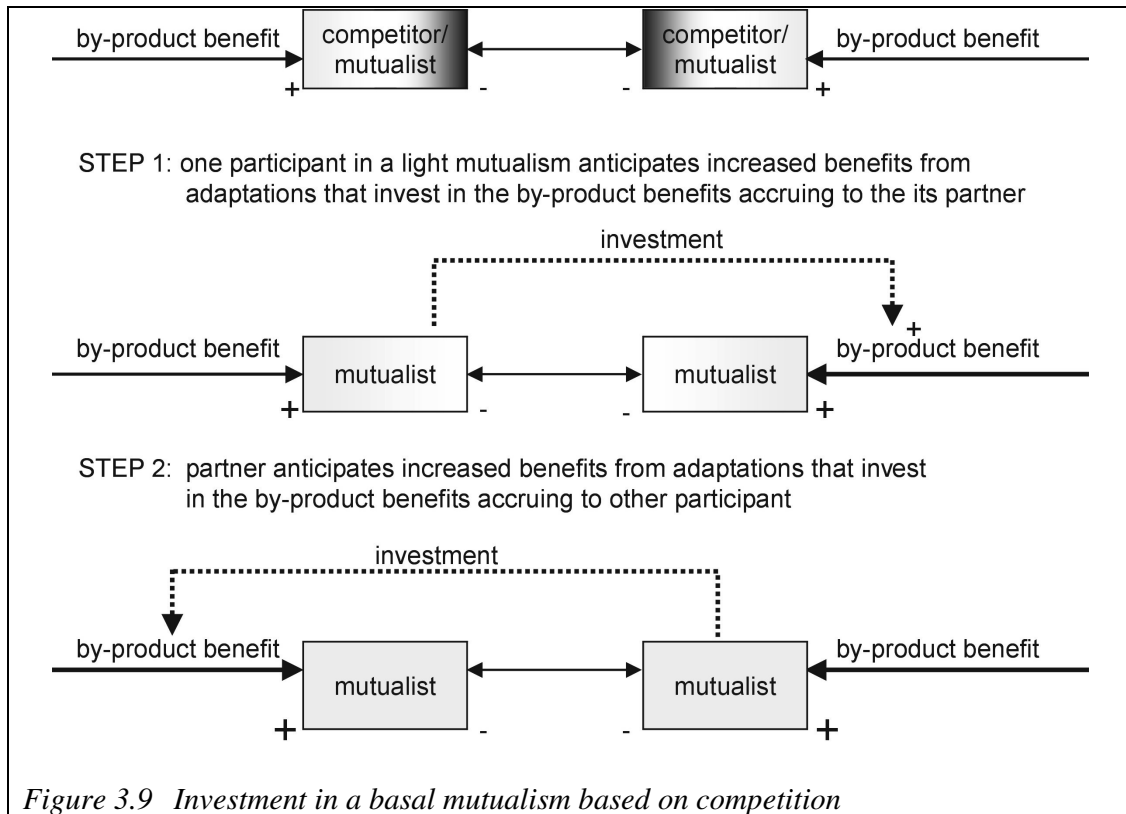 by-product benefit
competitor/
mutualist
competitor/
mutualist
by-product benefit
+
-
-
+
STEP 1: one participant in a light mutualism anticipates increased benefits from
adaptations that invest in the by-product benefits accruing to the its partner
investment
+
by-product benefit
mutualist
mutualist
by-product benefit
+
-
-
+
STEP 2: partner anticipates increased benefits from adaptations that invest
in the by-product benefits accruing to other participant
investment
by-product benefit
mutualist
mutualist
by-product benefit
+
-
-
+
Figure 3.9 Investment in a basal mutualism based on competition